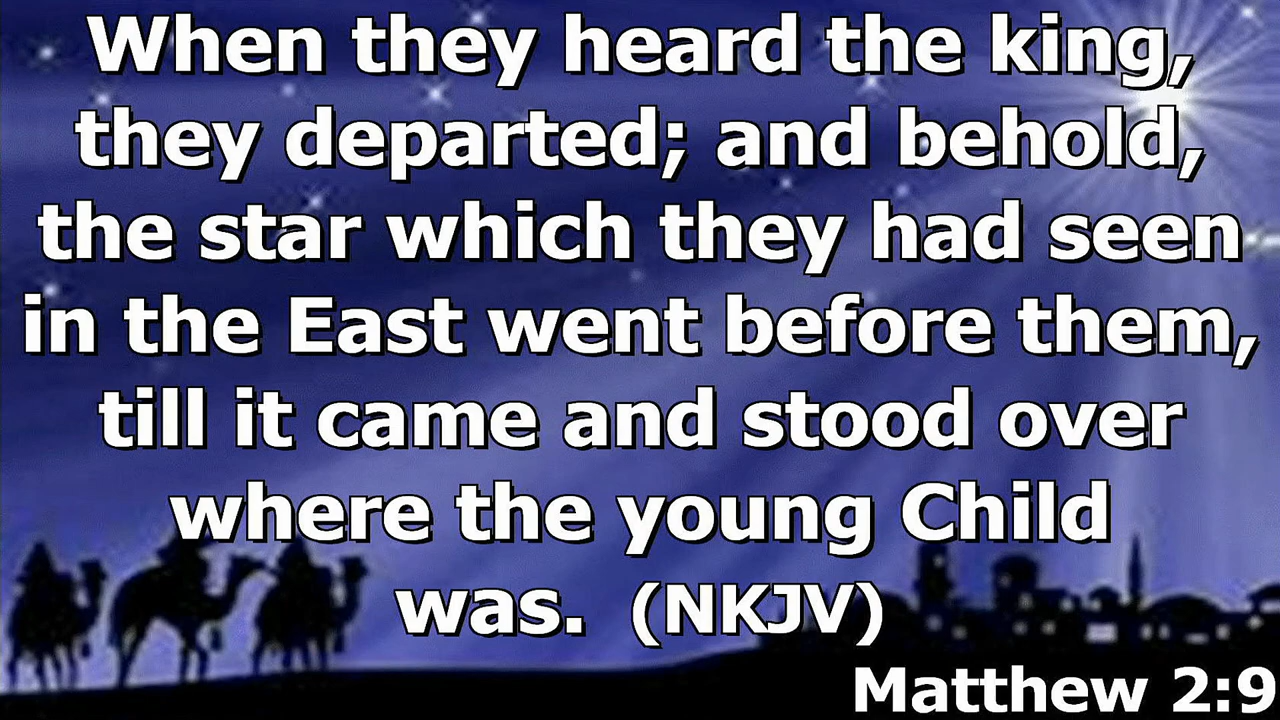 When they heard the king,
they departed; and behold,
the star which they had seen
in the East went before them,
till it came and stood over
where the young Child
was.  (NKJV)
Matthew 2:9